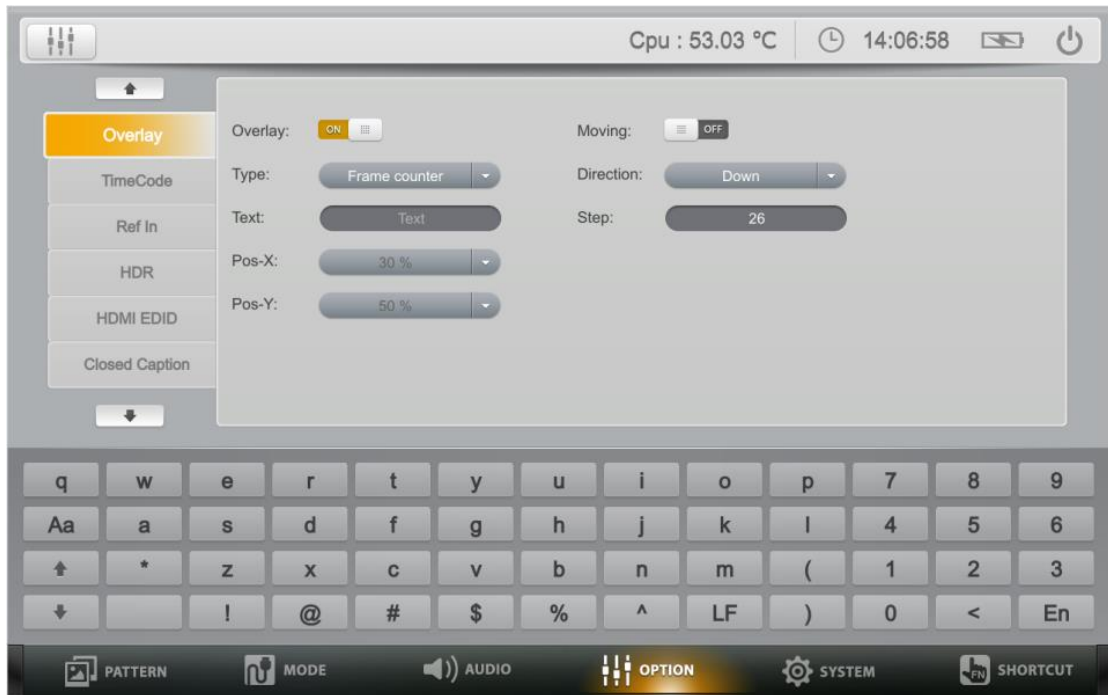 Cpu : 53.03 °C 14:06:58
Overlay
TimeCode
Ref In
HDR
HDMI EDID
Closed Caption
Overlay: ON Moving: OFF
Type: Frame counter Direction: Down
Text: Text Step: 26
Pos-X: 30 %
Pos-Y: 50 %
q w e r t y u i o p 7 8 9
Aa a s d f g h j k l 4 5 6
* z x c v b n m ( 1 2 3
! @ # $ % ^ LF ) 0 < En
PATTERN MODE AUDIO OPTION SYSTEM FN SHORTCUT